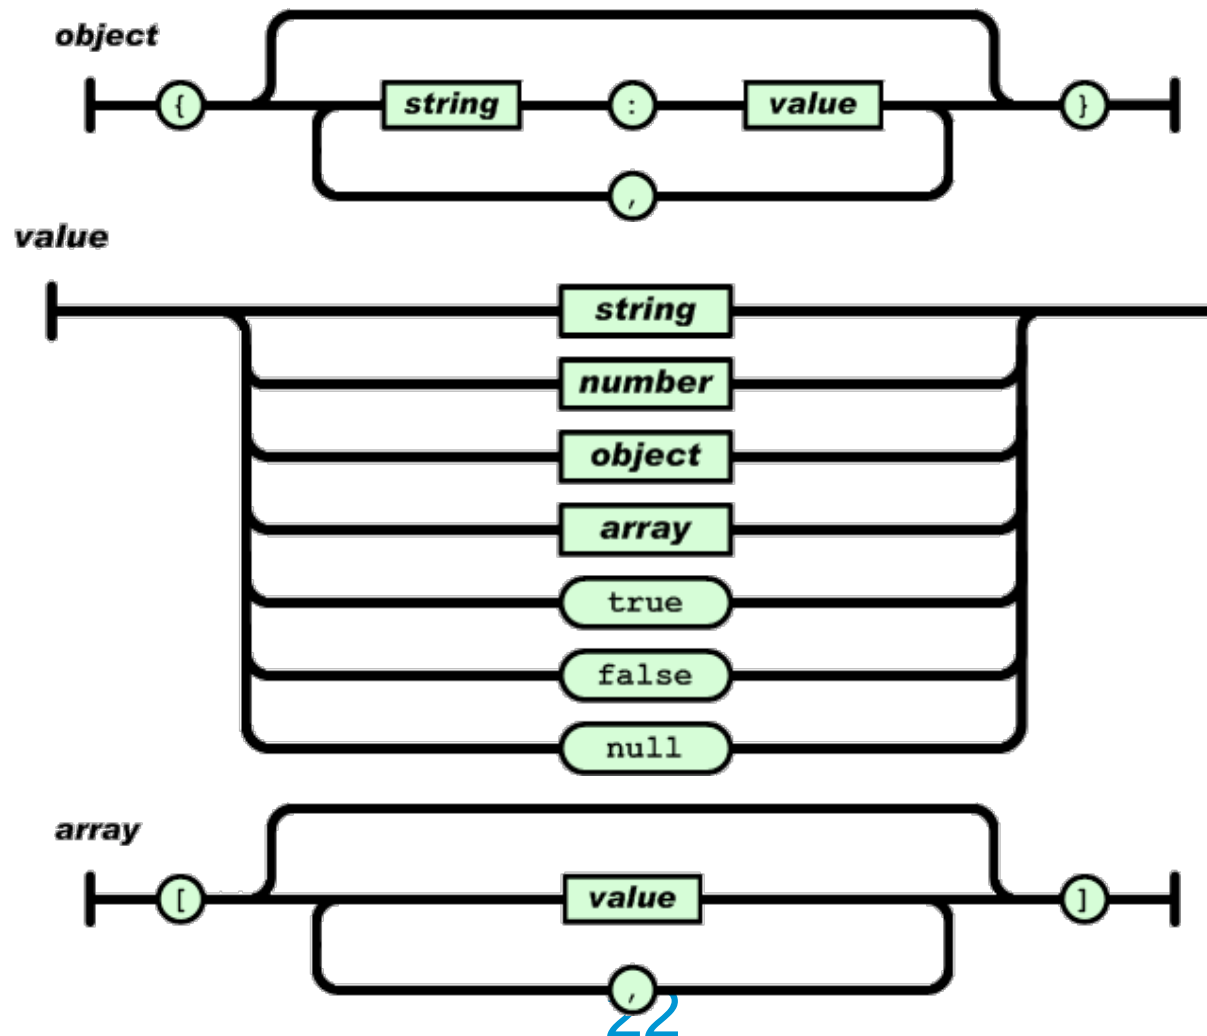 object
{ string : value }
,
value
string
number
object
array
true
false
null
array
[ value ]
,
22